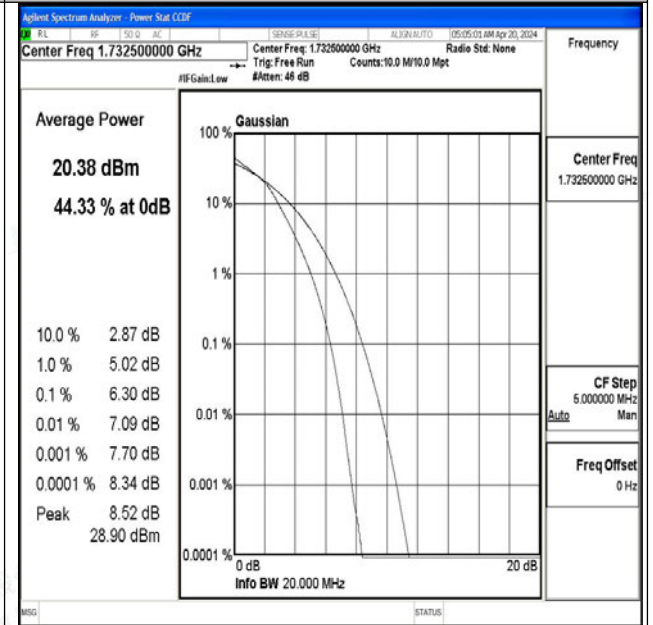 Agilent Spectrum Analyzer - Power Stat CCDF
RL RF 50 Ω AC SENSE:PULSE ALIGN AUTO 05:05:01 AM Apr 20, 2024
Center Freq 1.732500000 GHz
Center Freq: 1.732500000 GHz Radio Std: None
Trig: Free Run Counts:10.0 M/10.0 Mpt
#IFGain:Low #Atten: 46 dB
Frequency
Average Power
20.38 dBm
44.33 % at 0dB
10.0 % 2.87 dB
1.0 % 5.02 dB
0.1 % 6.30 dB
0.01 % 7.09 dB
0.001 % 7.70 dB
0.0001 % 8.34 dB
Peak 8.52 dB
28.90 dBm
Gaussian
100 %
10 %
1 %
0.1 %
0.01 %
0.001 %
0.0001 %
0 dB 20 dB
Info BW 20.000 MHz
Center Freq
1.732500000 GHz
CF Step
5.000000 MHz
Auto Man
Freq Offset
0 Hz
MSG STATUS